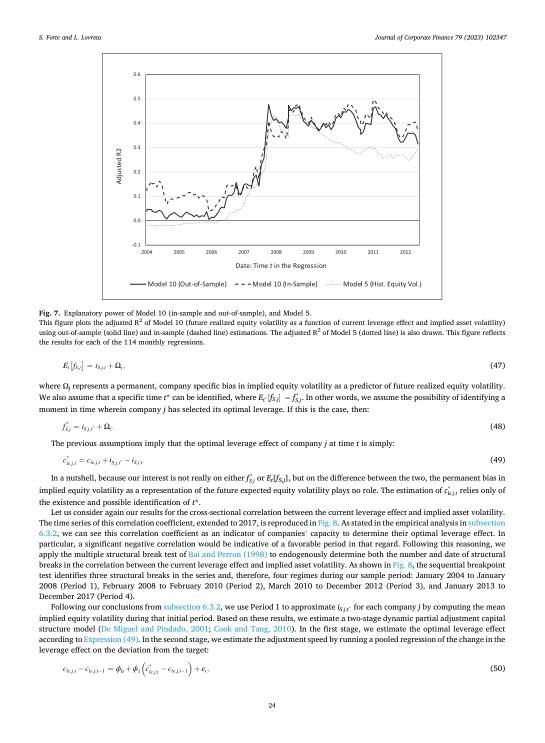 S. Forte and L. Lovreta
Journal of Corporate Finance 79 (2023) 102347
0.6
0.5
0.4
0.3
0.2
0.1
0.0
-0.1
Adjusted R2
2004 2005 2006 2007 2008 2009 2010 2011 2012
Date: Time t in the Regression
Model 10 (Out-of-Sample) Model 10 (In-Sample) Model 5 (Hist. Equity Vol.)
Fig. 7. Explanatory power of Model 10 (in-sample and out-of-sample), and Model 5.
This figure plots the adjusted R² of Model 10 (future realized equity volatility as a function of current leverage effect and implied asset volatility)
using out-of-sample (solid line) and in-sample (dashed line) estimations. The adjusted R² of Model 5 (dotted line) is also drawn. This figure reflects
the results for each of the 114 monthly regressions.
E_t[f_{S,j}] = i_{S,j,t} + Ω_j. (47)
where Ω_j represents a permanent, company specific bias in implied equity volatility as a predictor of future realized equity volatility.
We also assume that a specific time t* can be identified, where E_{t*}[f_{S,j}] = f*_{S,j}. In other words, we assume the possibility of identifying a
moment in time wherein company j has selected its optimal leverage. If this is the case, then:
f*_{S,j} = i_{S,j,t*} + Ω_j. (48)
The previous assumptions imply that the optimal leverage effect of company j at time t is simply:
c*_{le,j,t} = c_{le,j,t} + i_{S,j,t*} − i_{S,j,t}. (49)
In a nutshell, because our interest is not really on either f*_{S,j} or E_t[f_{S,j}], but on the difference between the two, the permanent bias in
implied equity volatility as a representation of the future expected equity volatility plays no role. The estimation of c*_{le,j,t} relies only of
the existence and possible identification of t*.
Let us consider again our results for the cross-sectional correlation between the current leverage effect and implied asset volatility.
The time series of this correlation coefficient, extended to 2017, is reproduced in Fig. 8. As stated in the empirical analysis in subsection
6.3.2, we can see this correlation coefficient as an indicator of companies' capacity to determine their optimal leverage effect. In
particular, a significant negative correlation would be indicative of a favorable period in that regard. Following this reasoning, we
apply the multiple structural break test of Bai and Perron (1998) to endogenously determine both the number and date of structural
breaks in the correlation between the current leverage effect and implied asset volatility. As shown in Fig. 8, the sequential breakpoint
test identifies three structural breaks in the series and, therefore, four regimes during our sample period: January 2004 to January
2008 (Period 1), February 2008 to February 2010 (Period 2), March 2010 to December 2012 (Period 3), and January 2013 to
December 2017 (Period 4).
Following our conclusions from subsection 6.3.2, we use Period 1 to approximate i_{S,j,t*} for each company j by computing the mean
implied equity volatility during that initial period. Based on these results, we estimate a two-stage dynamic partial adjustment capital
structure model (De Miguel and Pindado, 2001; Cook and Tang, 2010). In the first stage, we estimate the optimal leverage effect
according to Expression (49). In the second stage, we estimate the adjustment speed by running a pooled regression of the change in the
leverage effect on the deviation from the target:
c_{le,j,t} − c_{le,j,t−1} = ϕ_0 + ϕ_1(c*_{le,j,t} − c_{le,j,t−1}) + e_t. (50)
24